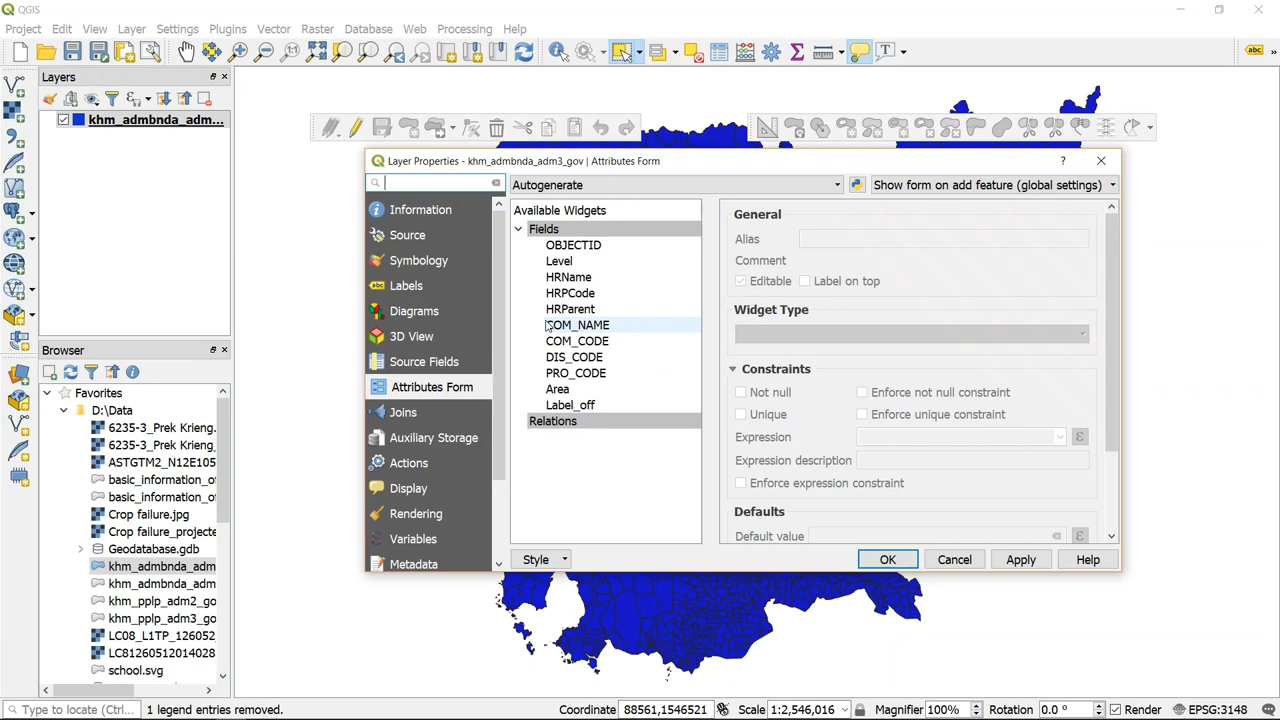 QGIS
Project Edit View Layer Settings Plugins Vector Raster Database Web Processing Help
Layers
khm_admbnda_adm...
Layer Properties - khm_admbnda_adm3_gov | Attributes Form
Autogenerate
Show form on add feature (global settings)
Information
Source
Symbology
abc Labels
Diagrams
3D View
Source Fields
Attributes Form
Joins
Auxiliary Storage
Actions
Display
Rendering
Variables
Metadata
Available Widgets
Fields
OBJECTID
Level
HRName
HRPCode
HRParent
COM_NAME
COM_CODE
DIS_CODE
PRO_CODE
Area
Label_off
Relations
General
Alias
Comment
Editable Label on top
Widget Type
Constraints
Not null Enforce not null constraint
Unique Enforce unique constraint
Expression
Expression description
Enforce expression constraint
Defaults
Default value
Style OK Cancel Apply Help
Browser
Favorites
D:\Data
6235-3_Prek Krieng.
6235-3_Prek Krieng.
ASTGTM2_N12E105
basic_information_o
basic_information_o
Crop failure.jpg
Crop failure_projecte
Geodatabase.gdb
khm_admbnda_adm
khm_admbnda_adm
khm_pplp_adm2_go
khm_pplp_adm3_go
LC08_L1TP_126052
LC81260512014028
school.svg
Type to locate (Ctrl... 1 legend entries removed. Coordinate 88561,1546521 Scale 1:2,546,016 Magnifier 100% Rotation 0.0 ° Render EPSG:3148